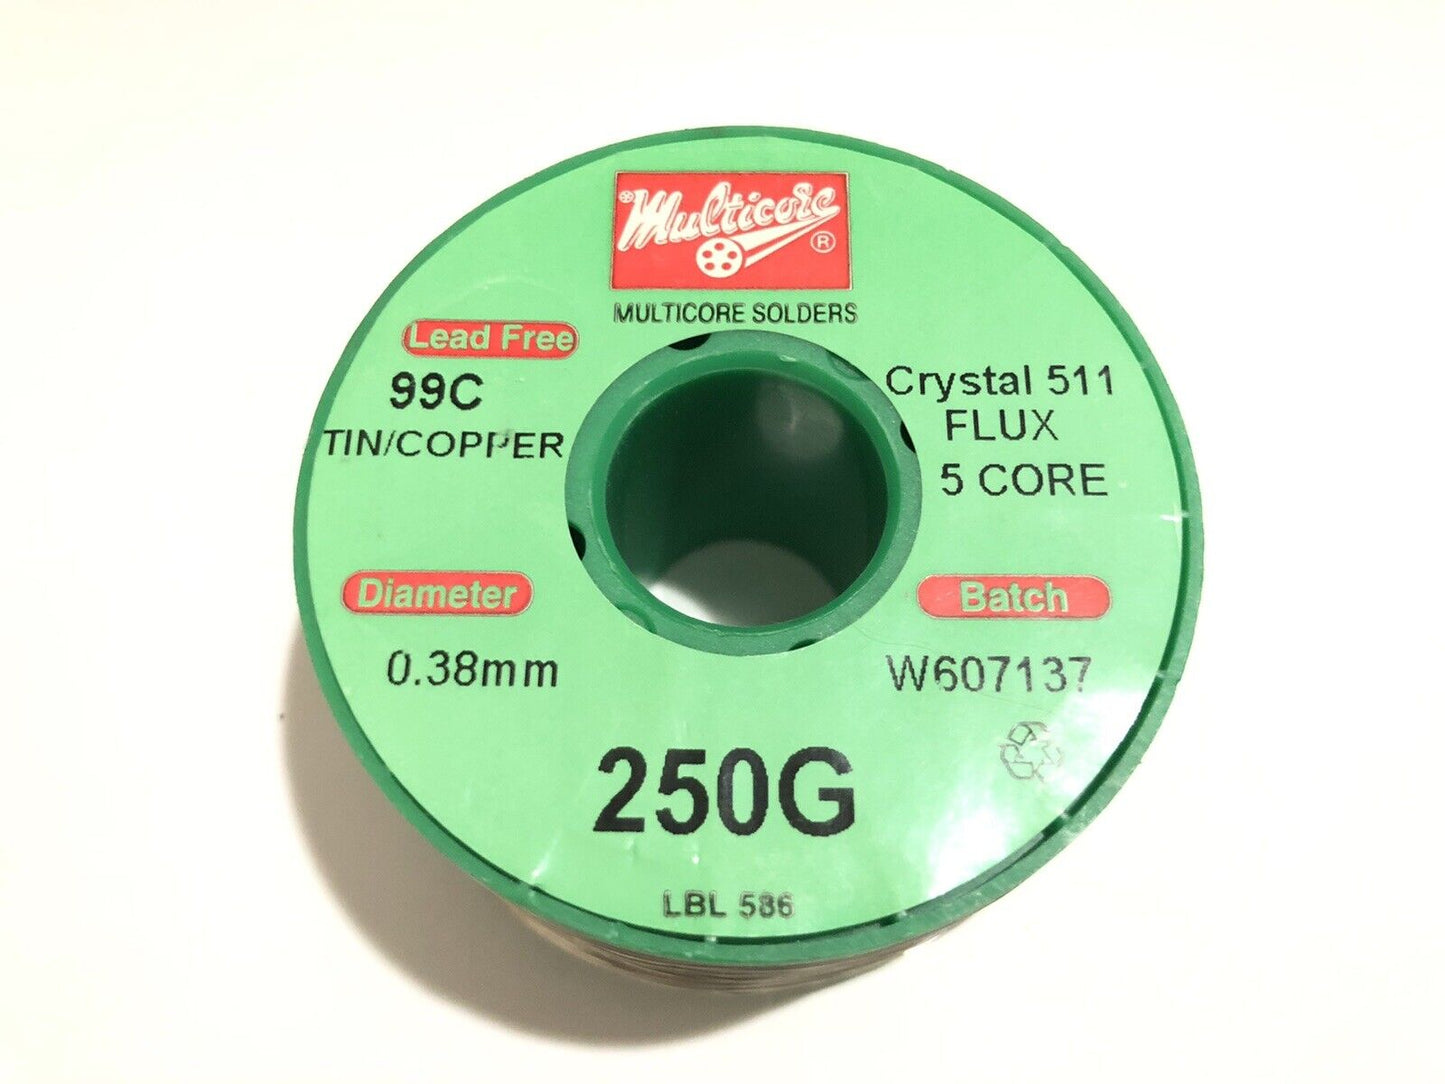 Multicore ®
MULTICORE SOLDERS
Lead Free
99C
TIN/COPPER
Crystal 511
FLUX
5 CORE
Diameter
0.38mm
Batch
W607137
250G
LBL 586